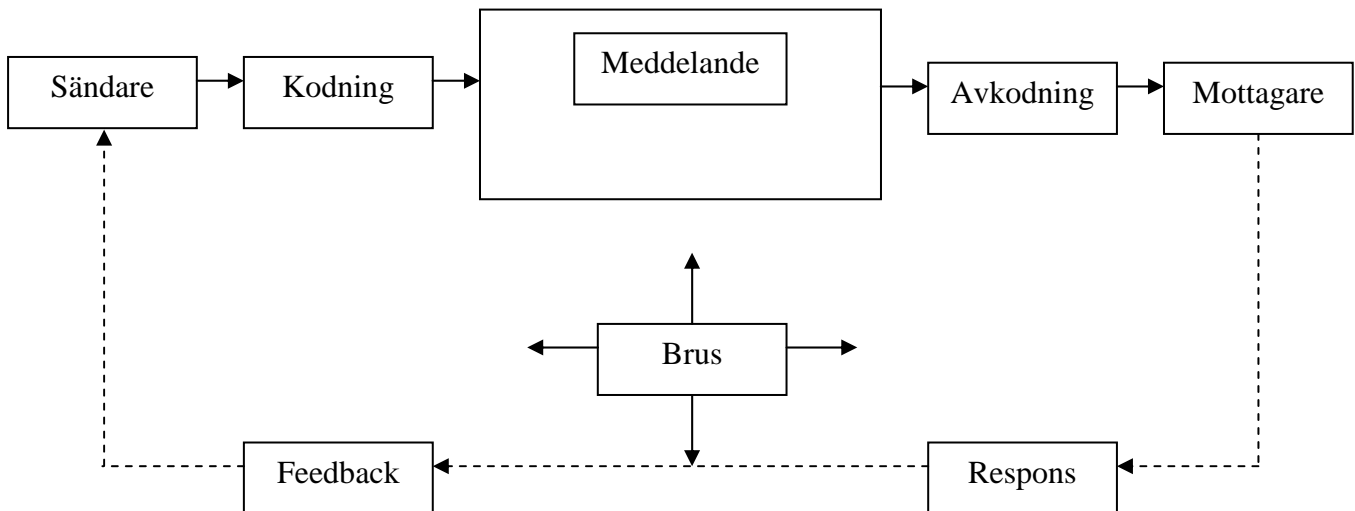 Meddelande
Sändare
Kodning
Avkodning
Mottagare
Brus
Feedback
Respons